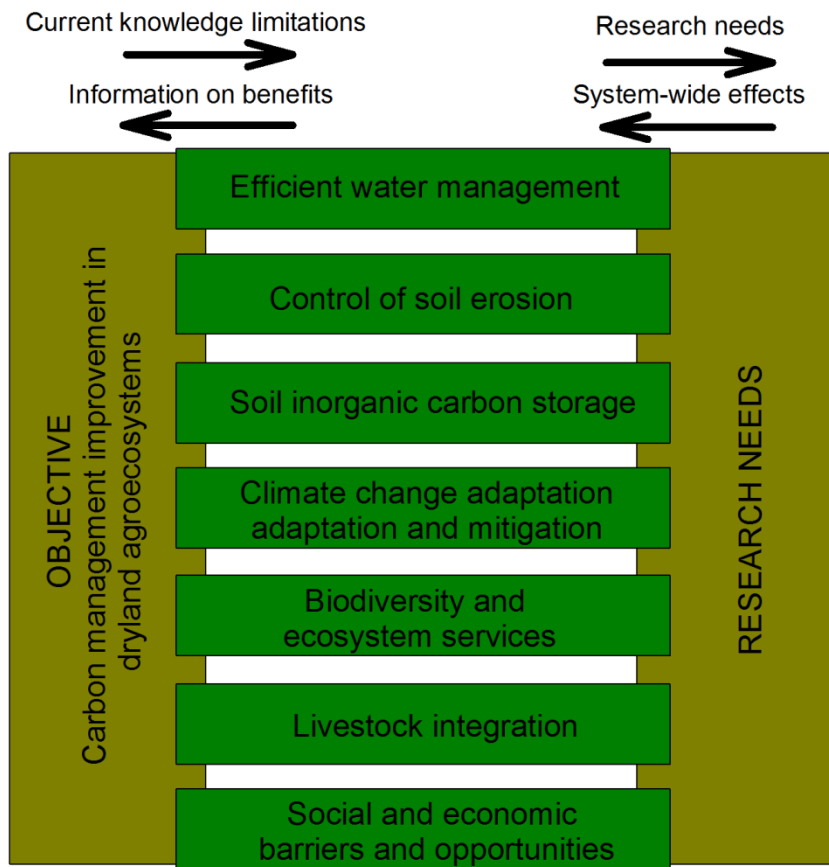 Current knowledge limitations
Information on benefits
Research needs
System-wide effects
OBJECTIVE
Carbon management improvement in
dryland agroecosystems
Efficient water management
Control of soil erosion
Soil inorganic carbon storage
Climate change adaptation
adaptation and mitigation
Biodiversity and
ecosystem services
Livestock integration
Social and economic
barriers and opportunities
RESEARCH NEEDS